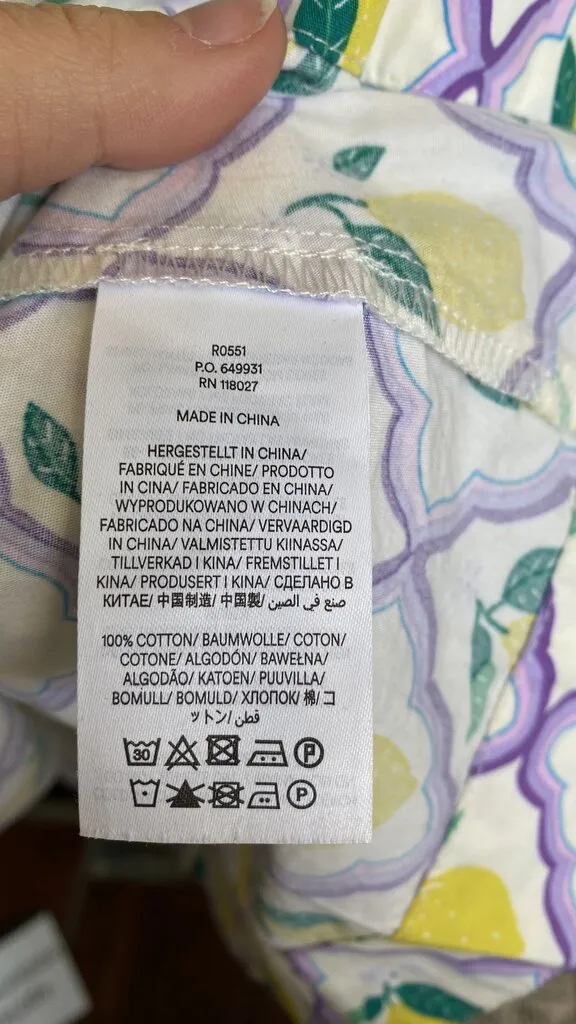 R0551
P.O. 649931
RN 118027
MADE IN CHINA
HERGESTELLT IN CHINA/
FABRIQUÉ EN CHINE/ PRODOTTO
IN CINA/ FABRICADO EN CHINA/
WYPRODUKOWANO W CHINACH/
FABRICADO NA CHINA/ VERVAARDIGD
IN CHINA/ VALMISTETTU KIINASSA/
TILLVERKAD I KINA/ FREMSTILLET I
KINA/ PRODUSERT I KINA/ СДЕЛАНО В
КИТАЕ/ 中国制造/ 中国製/ صنع في الصين
100% COTTON/ BAUMWOLLE/ COTON/
COTONE/ ALGODÓN/ BAWEŁNA/
ALGODÃO/ KATOEN/ PUUVILLA/
BOMULL/ BOMULD/ ХЛОПОК/ 棉/ コ
ットン/ قطن
30 P
P